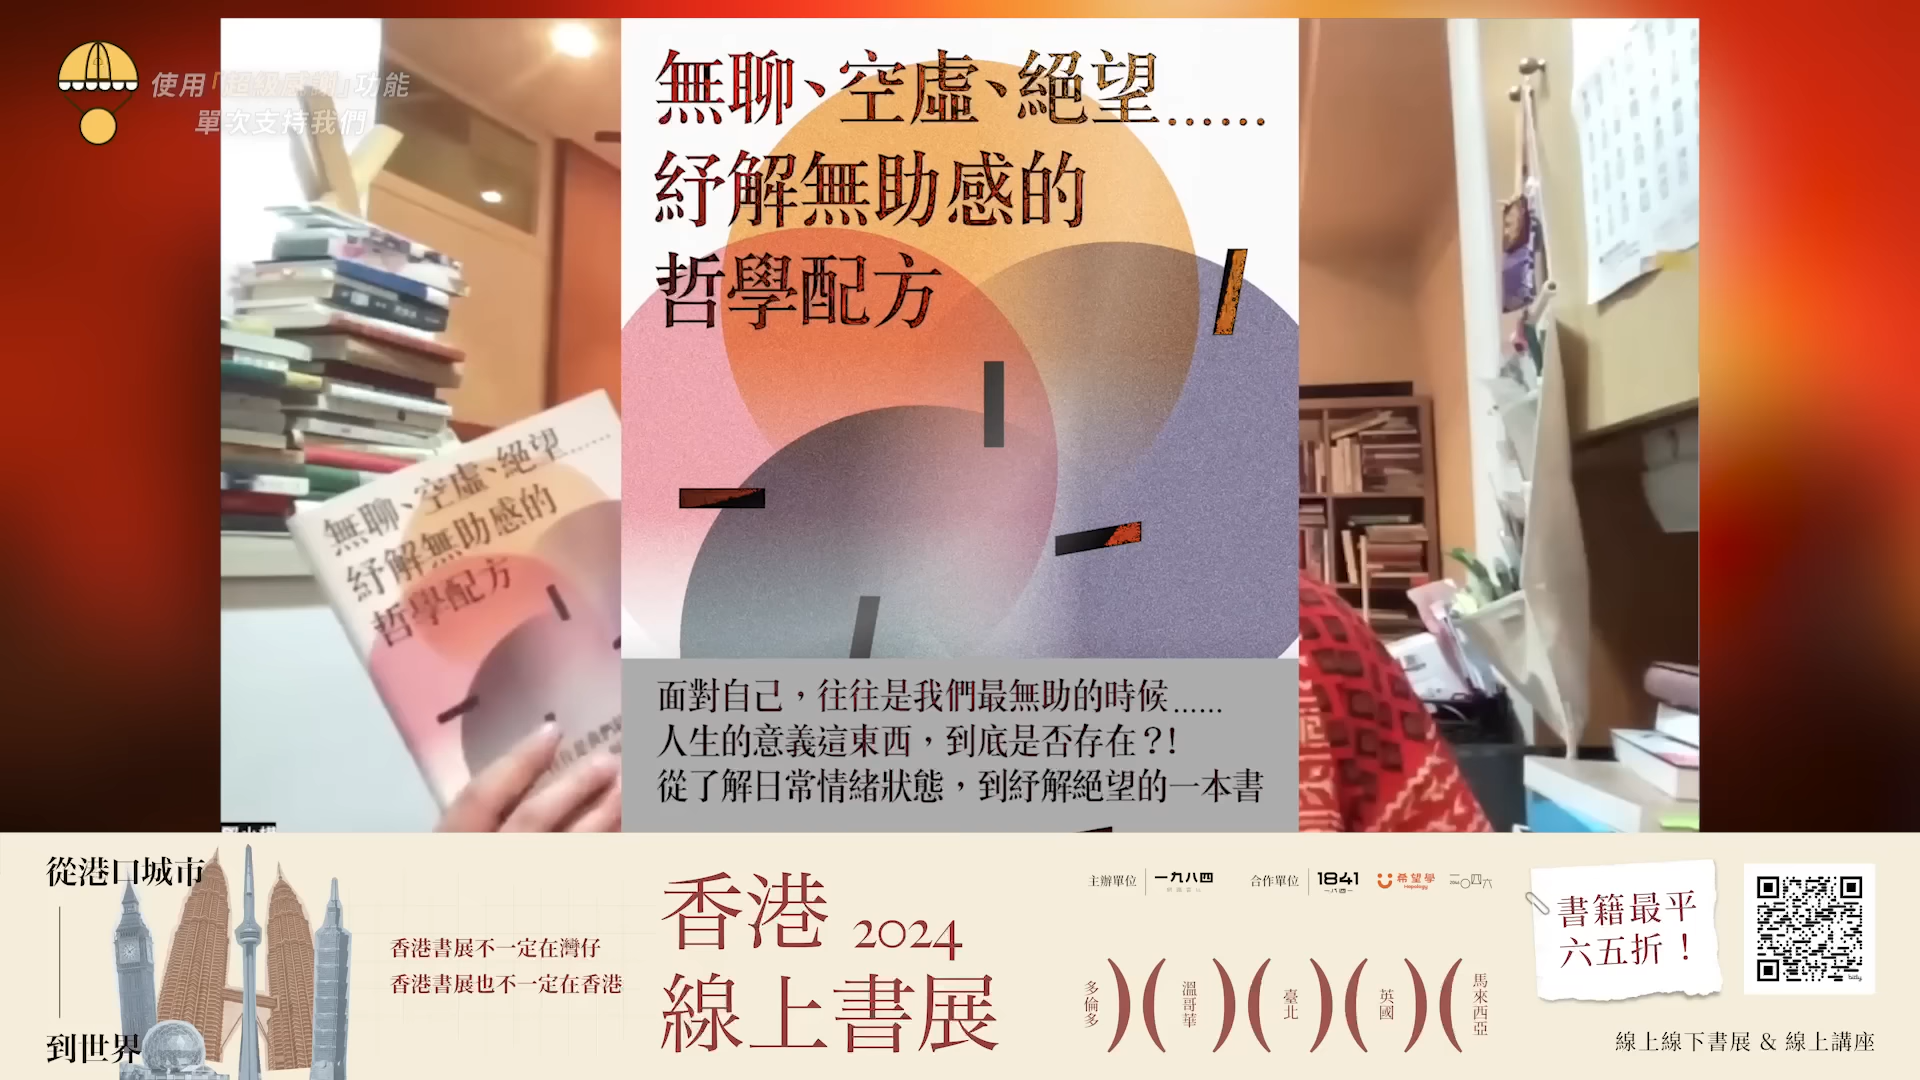 使用「超級感謝」功能
單次支持我們
無聊、空虛、絕望……
紓解無助感的
哲學配方
無聊、空虛、絕望……
紓解無助感的
哲學配方
面對自己，往往是我們最無助的時候……
人生的意義這東西，到底是否存在？!
從了解日常情緒狀態，到紓解絕望的一本書
從港口城市
到世界
香港書展不一定在灣仔
香港書展也不一定在香港
香港 2024
線上書展
主辦單位 一九八四
合作單位 1841 一八四一 希望學 Hopology 二〇四六
多倫多
溫哥華
臺北
英國
馬來西亞
書籍最平
六五折！
線上線下書展 & 線上講座